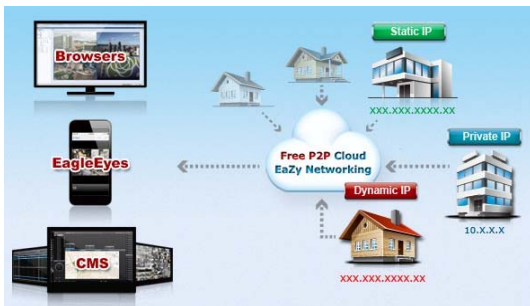 Browsers
EagleEyes
CMS
Free P2P Cloud
EaZy Networking
Static IP
XXX.XXX.XXXX.XX
Private IP
10.X.X.X
Dynamic IP
XXX.XXX.XXXX.XX